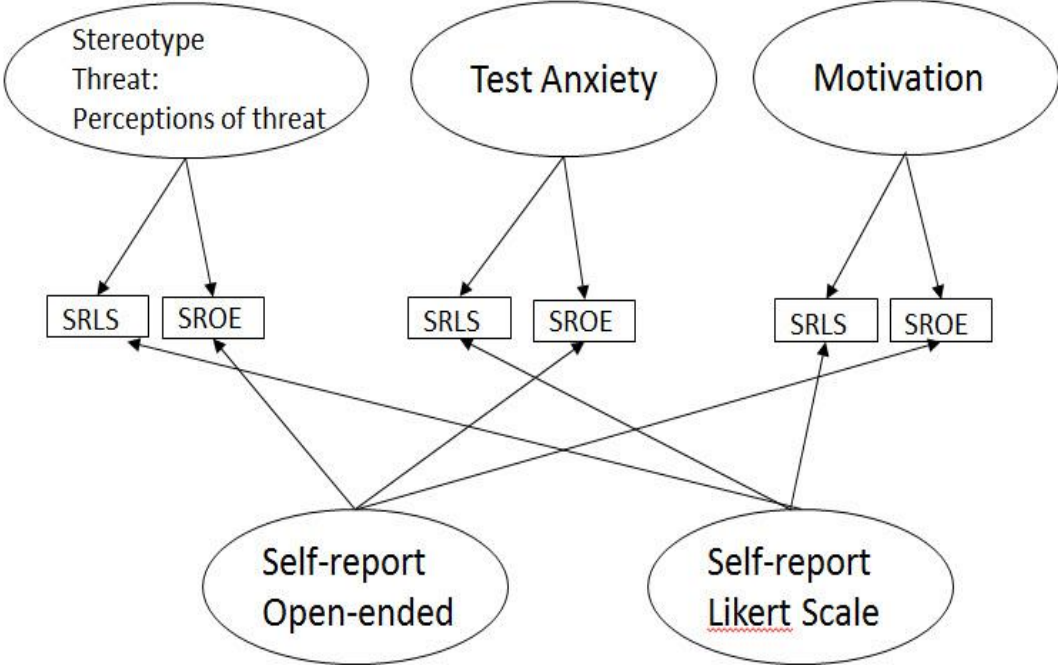 Stereotype
Threat:
Perceptions of threat
Test Anxiety
Motivation
SRLS
SROE
SRLS
SROE
SRLS
SROE
Self-report
Open-ended
Self-report
Likert Scale